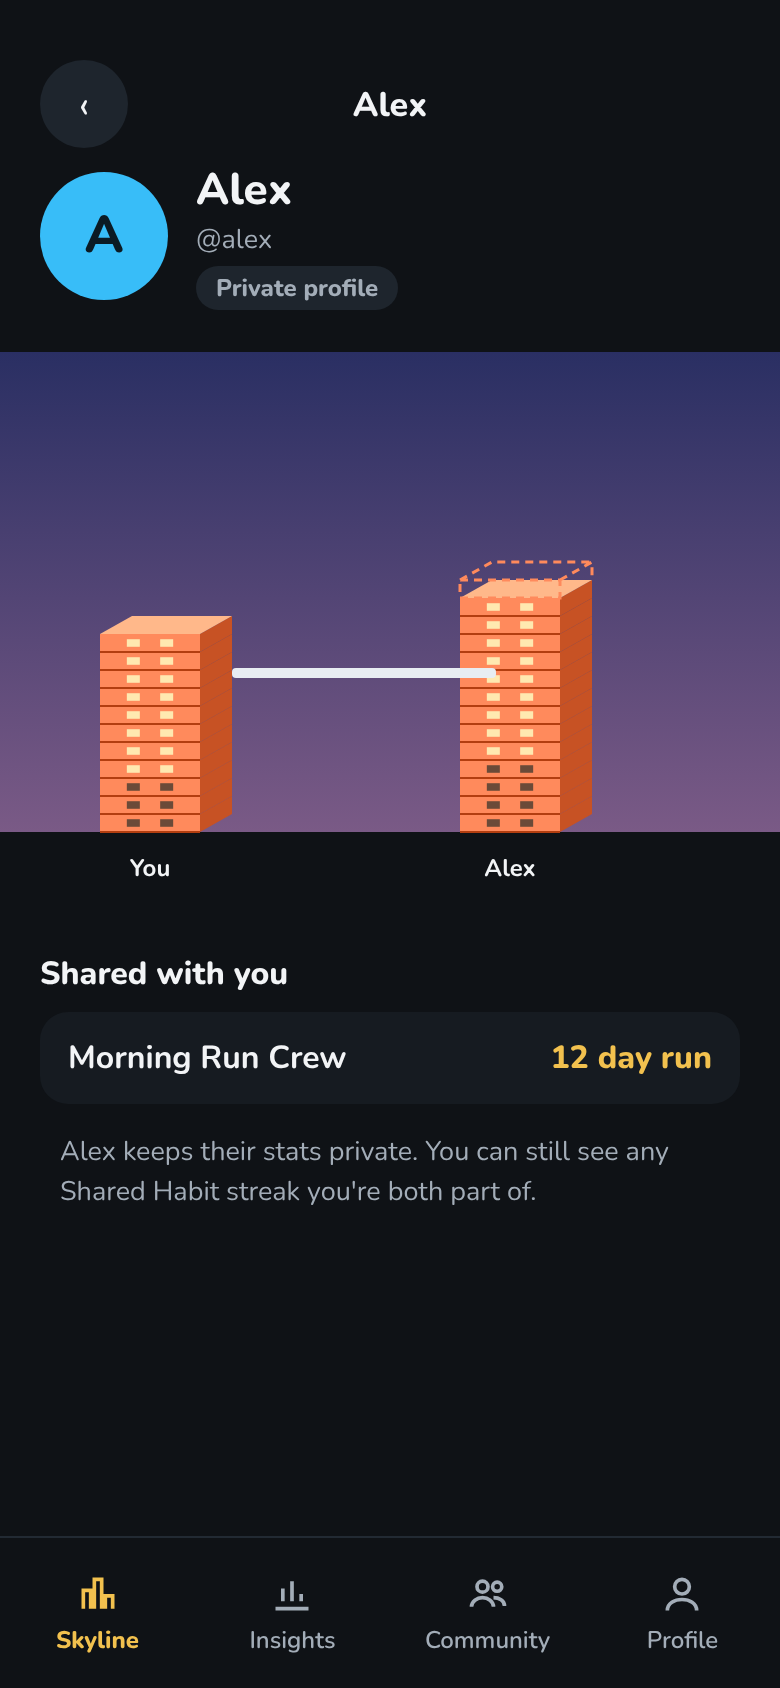 ‹
Alex
A
Alex
@alex
Private profile
You
Alex
Shared with you
Morning Run Crew
12 day run
Alex keeps their stats private. You can still see any
Shared Habit streak you're both part of.
Skyline
Insights
Community
Profile